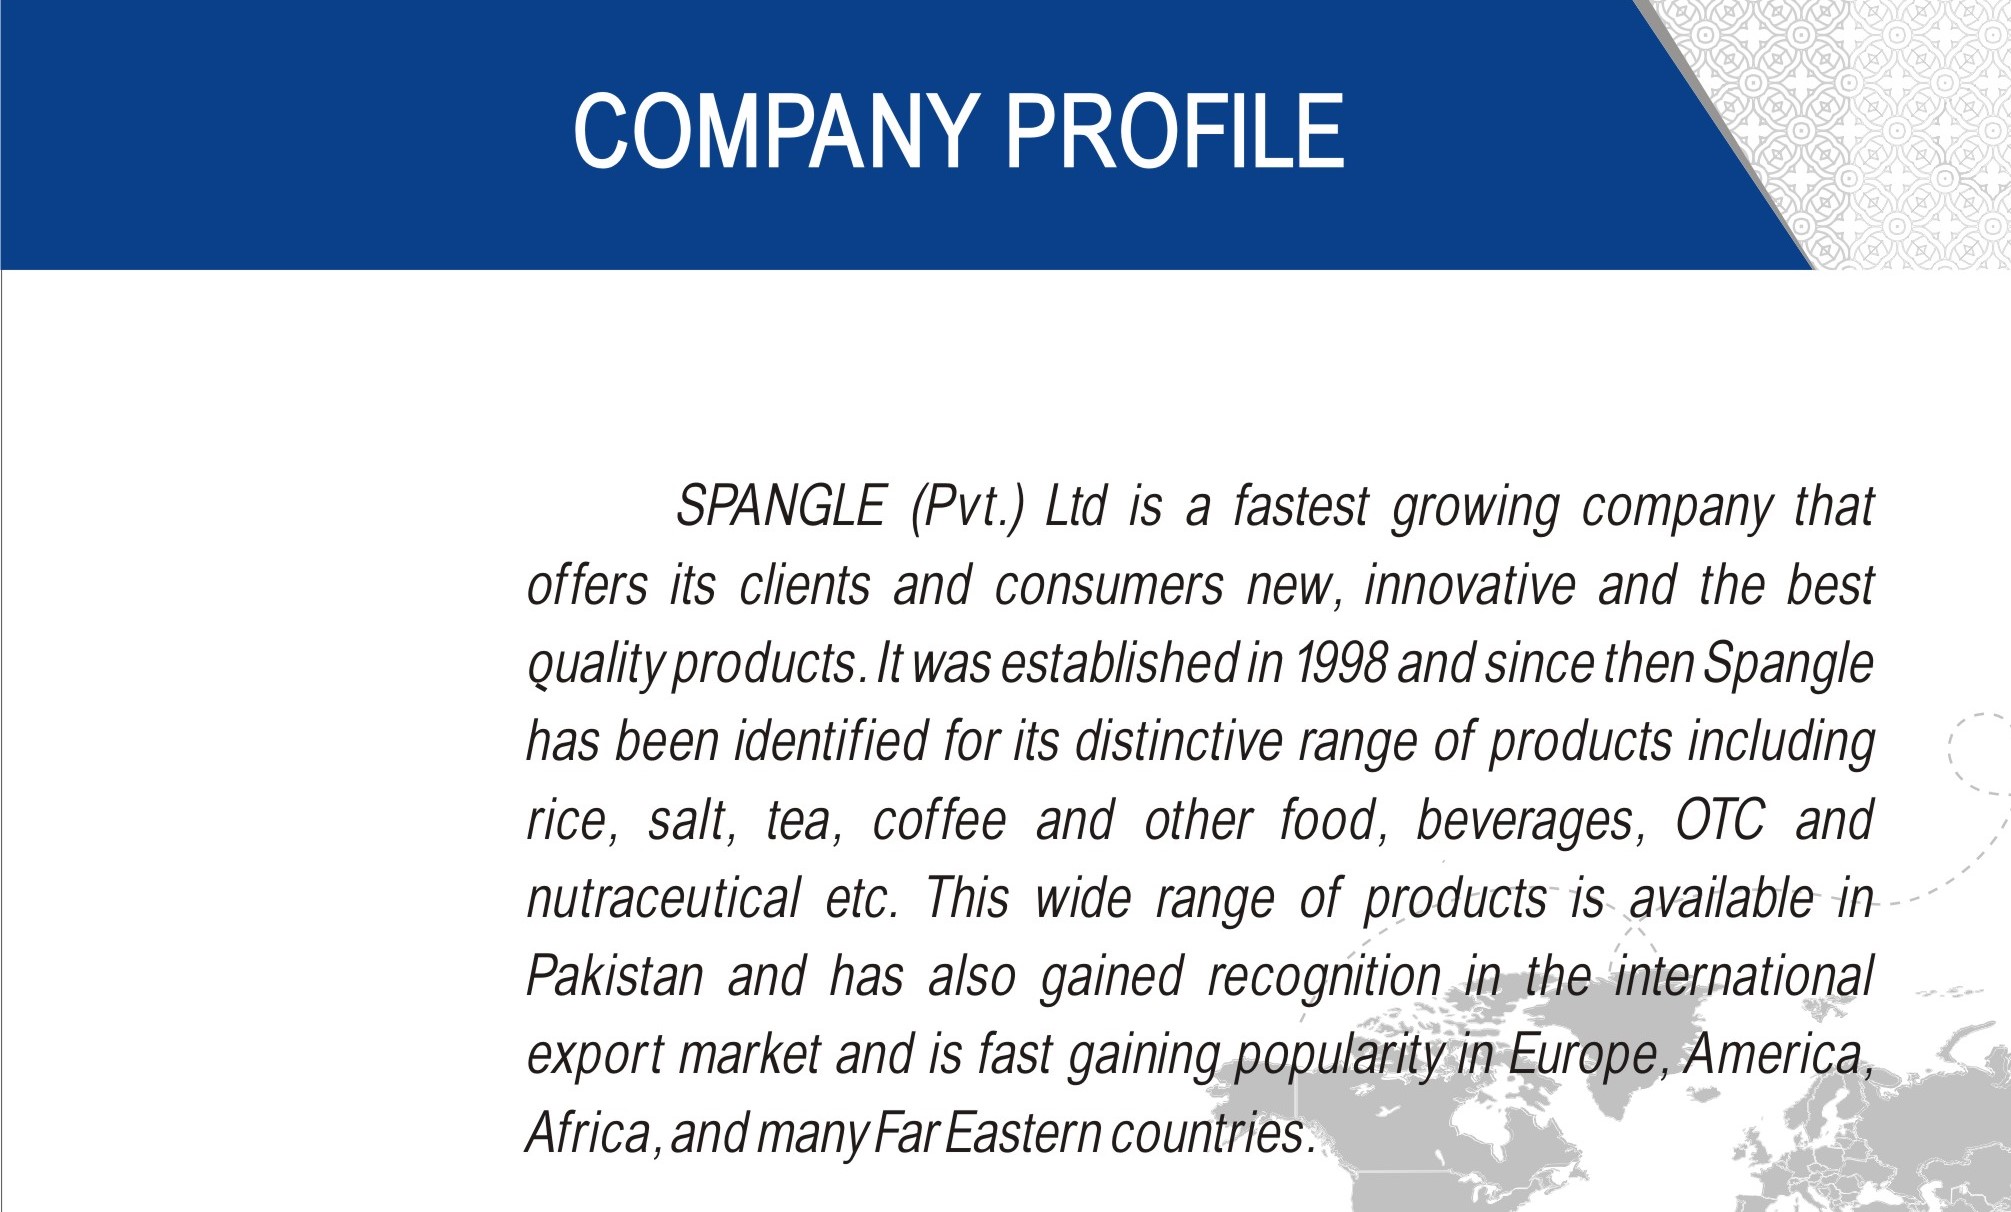 COMPANY PROFILE
SPANGLE (Pvt.) Ltd is a fastest growing company that
offers its clients and consumers new, innovative and the best
quality products. It was established in 1998 and since then Spangle
has been identified for its distinctive range of products including
rice, salt, tea, coffee and other food, beverages, OTC and
nutraceutical etc. This wide range of products is available in
Pakistan and has also gained recognition in the international
export market and is fast gaining popularity in Europe, America,
Africa, and many Far Eastern countries.